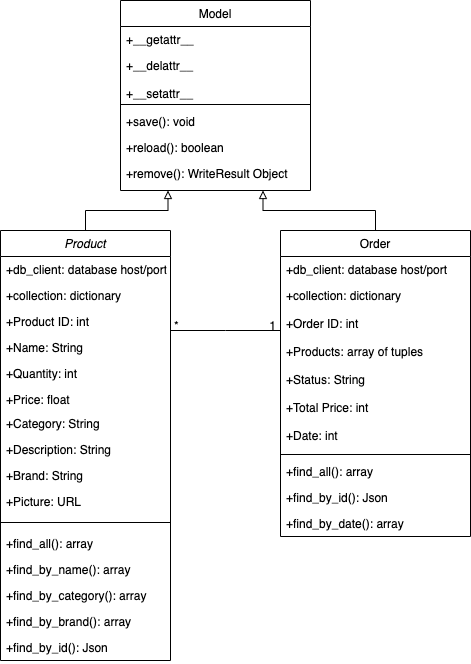 Model
+__getattr__
+__delattr__
+__setattr__
+save(): void
+reload(): boolean
+remove(): WriteResult Object
Product
+db_client: database host/port
+collection: dictionary
+Product ID: int
+Name: String
+Quantity: int
+Price: float
+Category: String
+Description: String
+Brand: String
+Picture: URL
+find_all(): array
+find_by_name(): array
+find_by_category(): array
+find_by_brand(): array
+find_by_id(): Json
*
1
Order
+db_client: database host/port
+collection: dictionary
+Order ID: int
+Products: array of tuples
+Status: String
+Total Price: int
+Date: int
+find_all(): array
+find_by_id(): Json
+find_by_date(): array